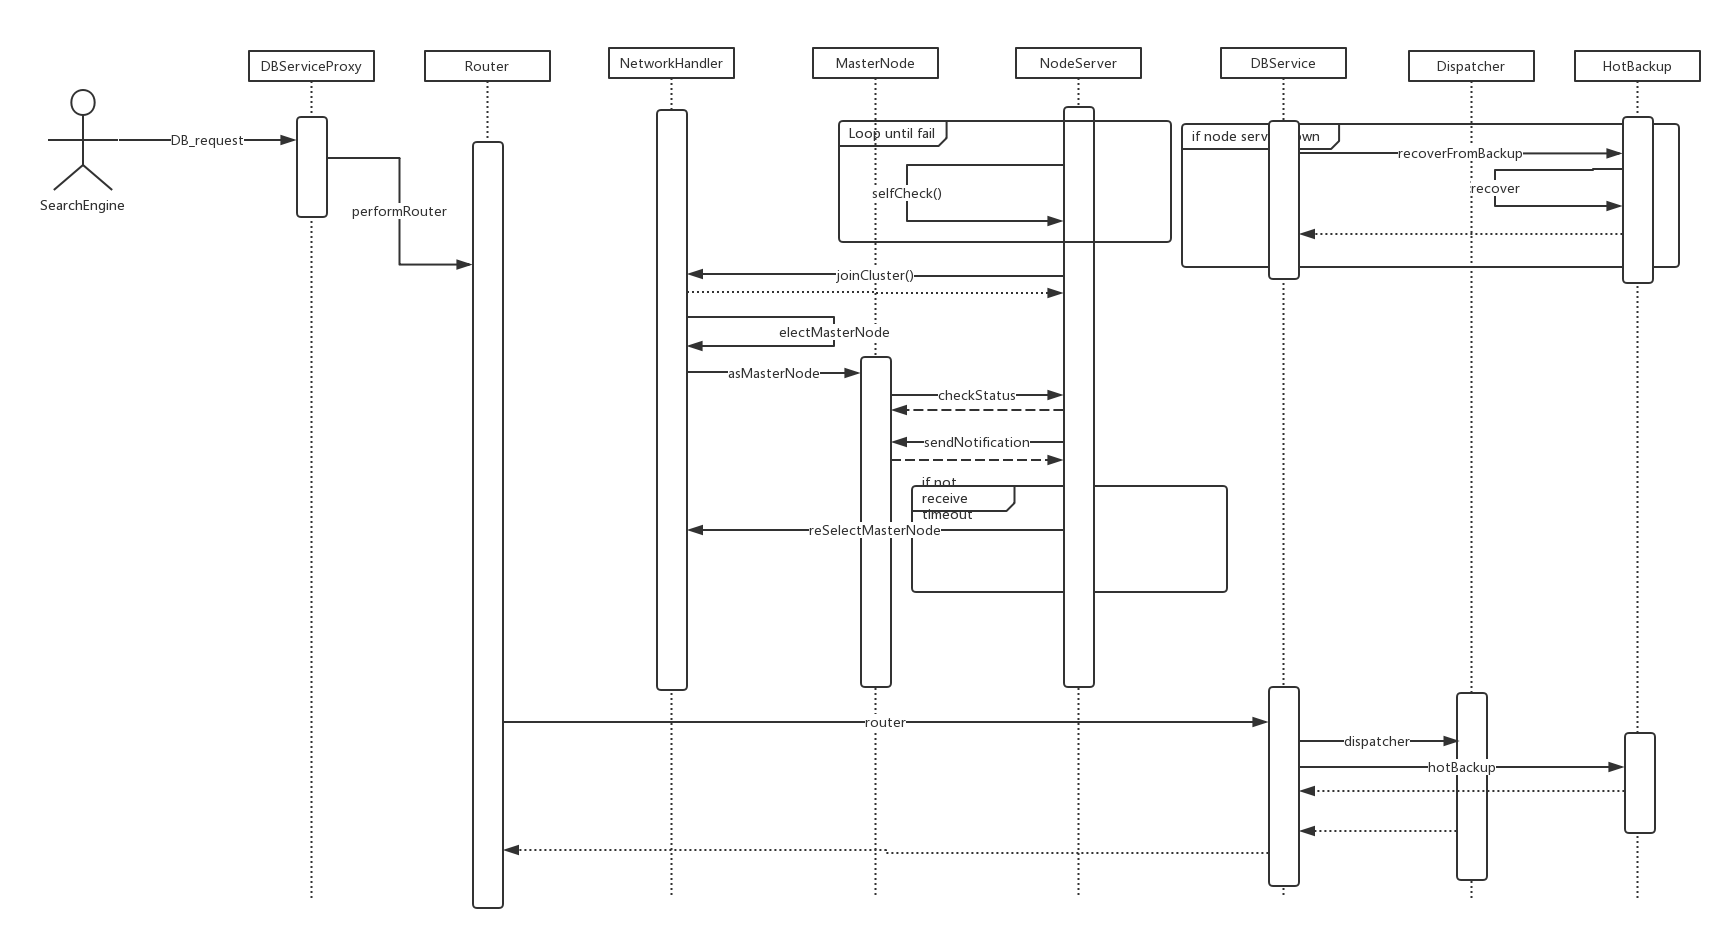 DBServiceProxy
Router
NetworkHandler
MasterNode
NodeServer
DBService
Dispatcher
HotBackup
Loop until fail
if node serv own
DB_request
recoverFromBackup
recover
selfCheck()
SearchEngine
performRouter
joinCluster()
electMasterNode
asMasterNode
checkStatus
sendNotification
if not
receive
timeout
reSelectMasterNode
router
dispatcher
hotBackup